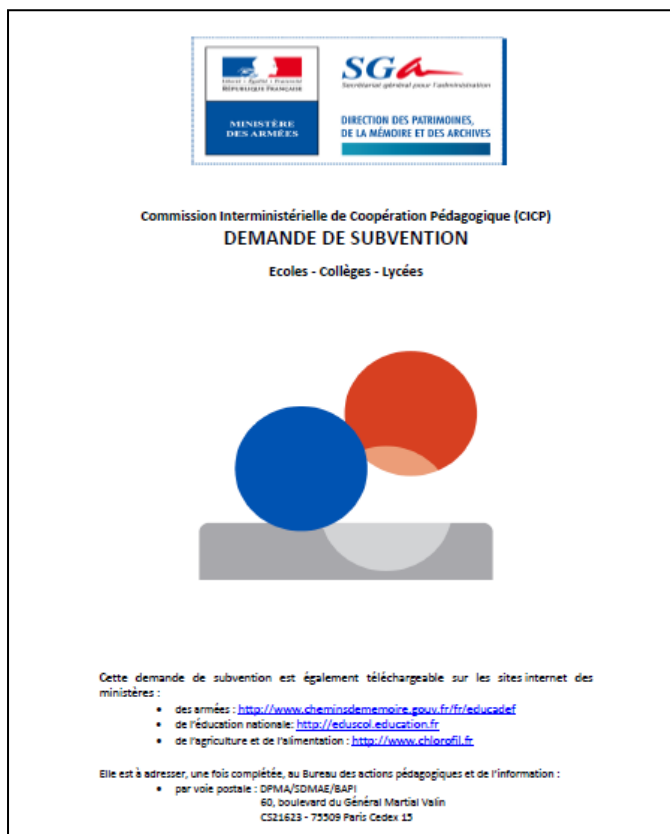 Liberté • Égalité • Fraternité
RÉPUBLIQUE FRANÇAISE
MINISTÈRE
DES ARMÉES
SGA
Secrétariat général pour l'administration
DIRECTION DES PATRIMOINES,
DE LA MÉMOIRE ET DES ARCHIVES
Commission Interministérielle de Coopération Pédagogique (CICP)
DEMANDE DE SUBVENTION
Ecoles - Collèges - Lycées
Cette demande de subvention est également téléchargeable sur les sites internet des
ministères :
• des armées : http://www.cheminsdememoire.gouv.fr/fr/educadef
• de l'éducation nationale: http://eduscol.education.fr
• de l'agriculture et de l'alimentation : http://www.chlorofil.fr
Elle est à adresser, une fois complétée, au Bureau des actions pédagogiques et de l'information :
• par voie postale : DPMA/SDMAE/BAPI
60, boulevard du Général Martial Valin
CS21623 - 75509 Paris Cedex 15